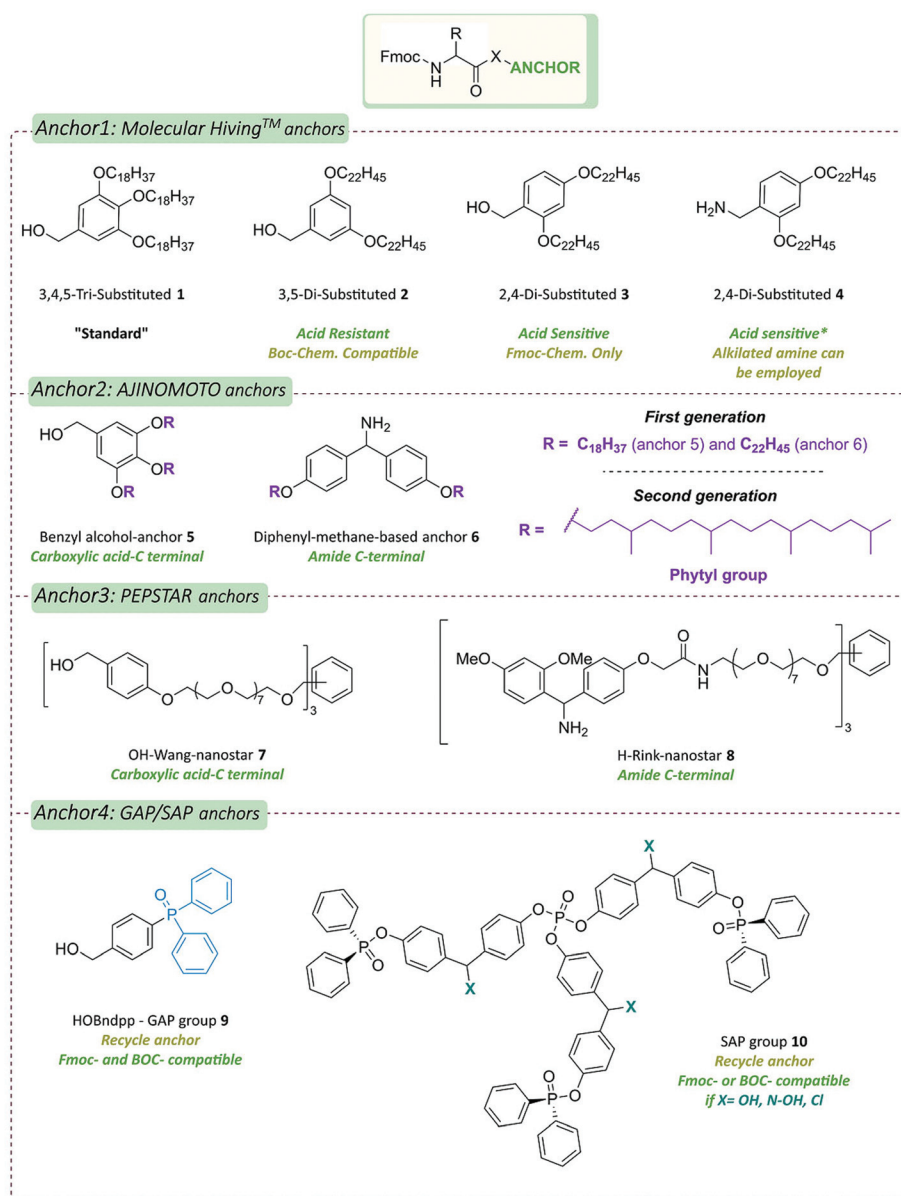 R
Fmoc
N
H
O
X
ANCHOR
Anchor1: Molecular Hiving™ anchors
OC₁₈H₃₇
OC₁₈H₃₇
HO
OC₁₈H₃₇
3,4,5-Tri-Substituted 1
"Standard"
OC₂₂H₄₅
HO
OC₂₂H₄₅
3,5-Di-Substituted 2
Acid Resistant
Boc-Chem. Compatible
OC₂₂H₄₅
HO
OC₂₂H₄₅
2,4-Di-Substituted 3
Acid Sensitive
Fmoc-Chem. Only
OC₂₂H₄₅
H₂N
OC₂₂H₄₅
2,4-Di-Substituted 4
Acid sensitive*
Alkilated amine can
be employed
Anchor2: AJINOMOTO anchors
HO
OR
OR
OR
Benzyl alcohol-anchor 5
Carboxylic acid-C terminal
NH₂
RO
OR
Diphenyl-methane-based anchor 6
Amide C-terminal
First generation
R = C₁₈H₃₇ (anchor 5) and C₂₂H₄₅ (anchor 6)
Second generation
R =
Phytyl group
Anchor3: PEPSTAR anchors
HO
O
O
7
O
3
OH-Wang-nanostar 7
Carboxylic acid-C terminal
MeO
OMe
NH₂
O
O
N
H
O
7
O
3
H-Rink-nanostar 8
Amide C-terminal
Anchor4: GAP/SAP anchors
O
P
HO
HOBndpp - GAP group 9
Recycle anchor
Fmoc- and BOC- compatible
X
O
O P O
O
P O
O
X
O
O P
X
O
P O
SAP group 10
Recycle anchor
Fmoc- or BOC- compatible
if X= OH, N-OH, Cl